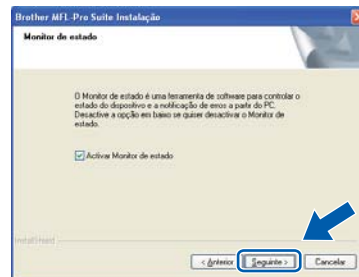 Brother MFL-Pro Suite Instalação
Monitor de estado
O Monitor de estado é uma ferramenta de software para controlar o
estado do dispositivo e a notificação de erros a partir do PC.
Desactive a opção em baixo se quiser desactivar o Monitor de
estado.
Activar Monitor de estado
InstallShield
< Anterior
Seguinte >
Cancelar